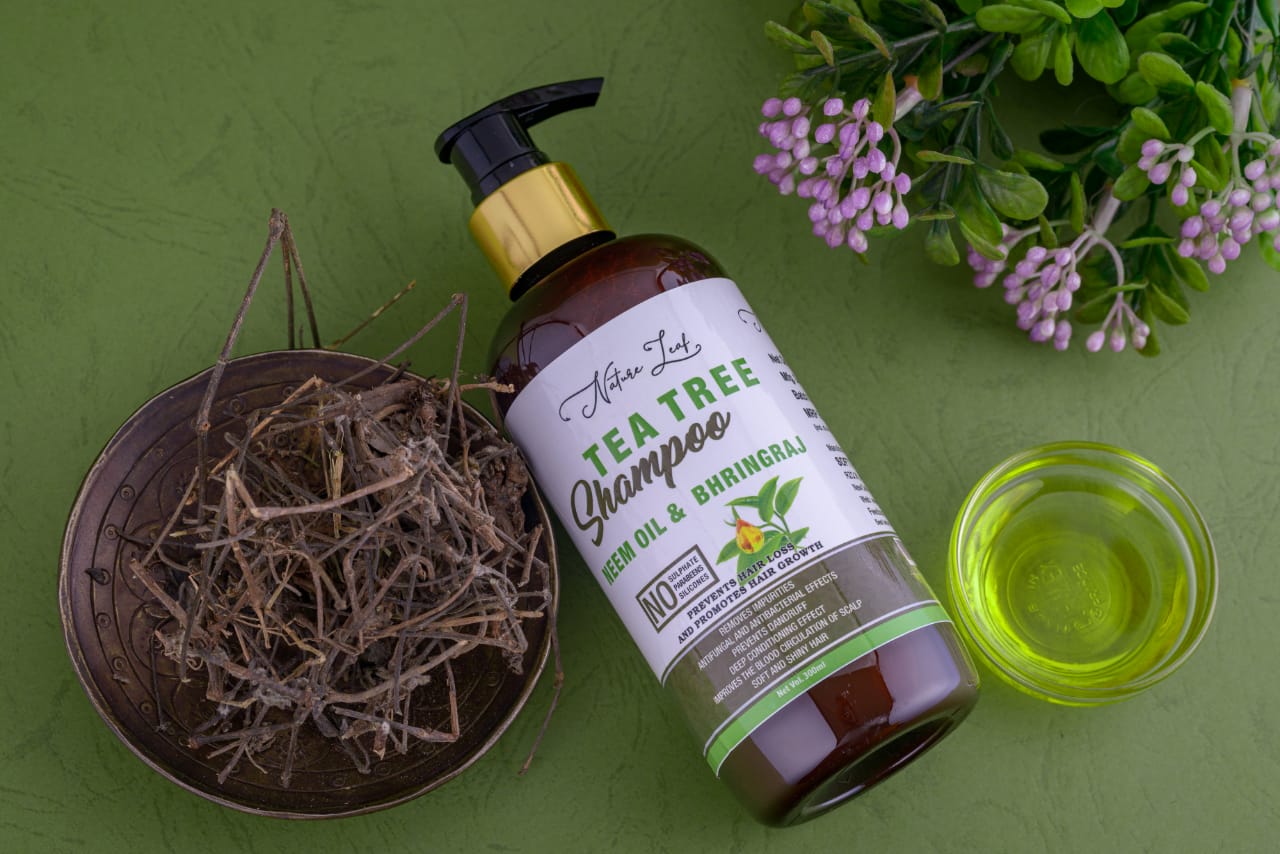 Nature Leaf
TEA TREE
Shampoo
NEEM OIL & BHRINGRAJ
NO
SULPHATE
PARABEENS
SILICONES
PREVENTS HAIR LOSS
AND PROMOTES HAIR GROWTH
REMOVES IMPURITIES
ANTIFUNGAL AND ANTIBACTERIAL EFFECTS
PREVENTS DANDRUFF
DEEP CONDITIONING EFFECT
IMPROVES THE BLOOD CIRCULATION OF SCALP
SOFT AND SHINY HAIR
Net Vol. 300ml